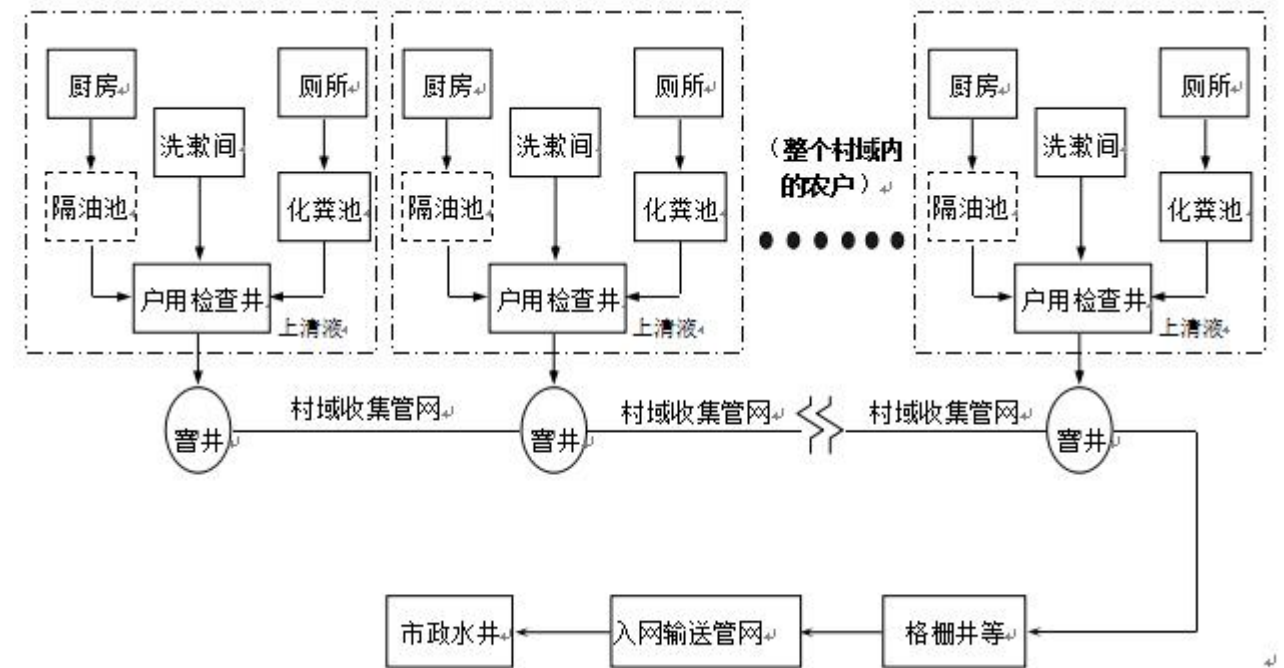 厨房
厕所
洗漱间
隔油池
化粪池
户用检查井
上清液
厨房
厕所
洗漱间
隔油池
化粪池
户用检查井
上清液
（整个村域内
的农户）
厨房
厕所
洗漱间
隔油池
化粪池
户用检查井
上清液
窨井
村域收集管网
窨井
村域收集管网
村域收集管网
窨井
市政水井
入网输送管网
格栅井等